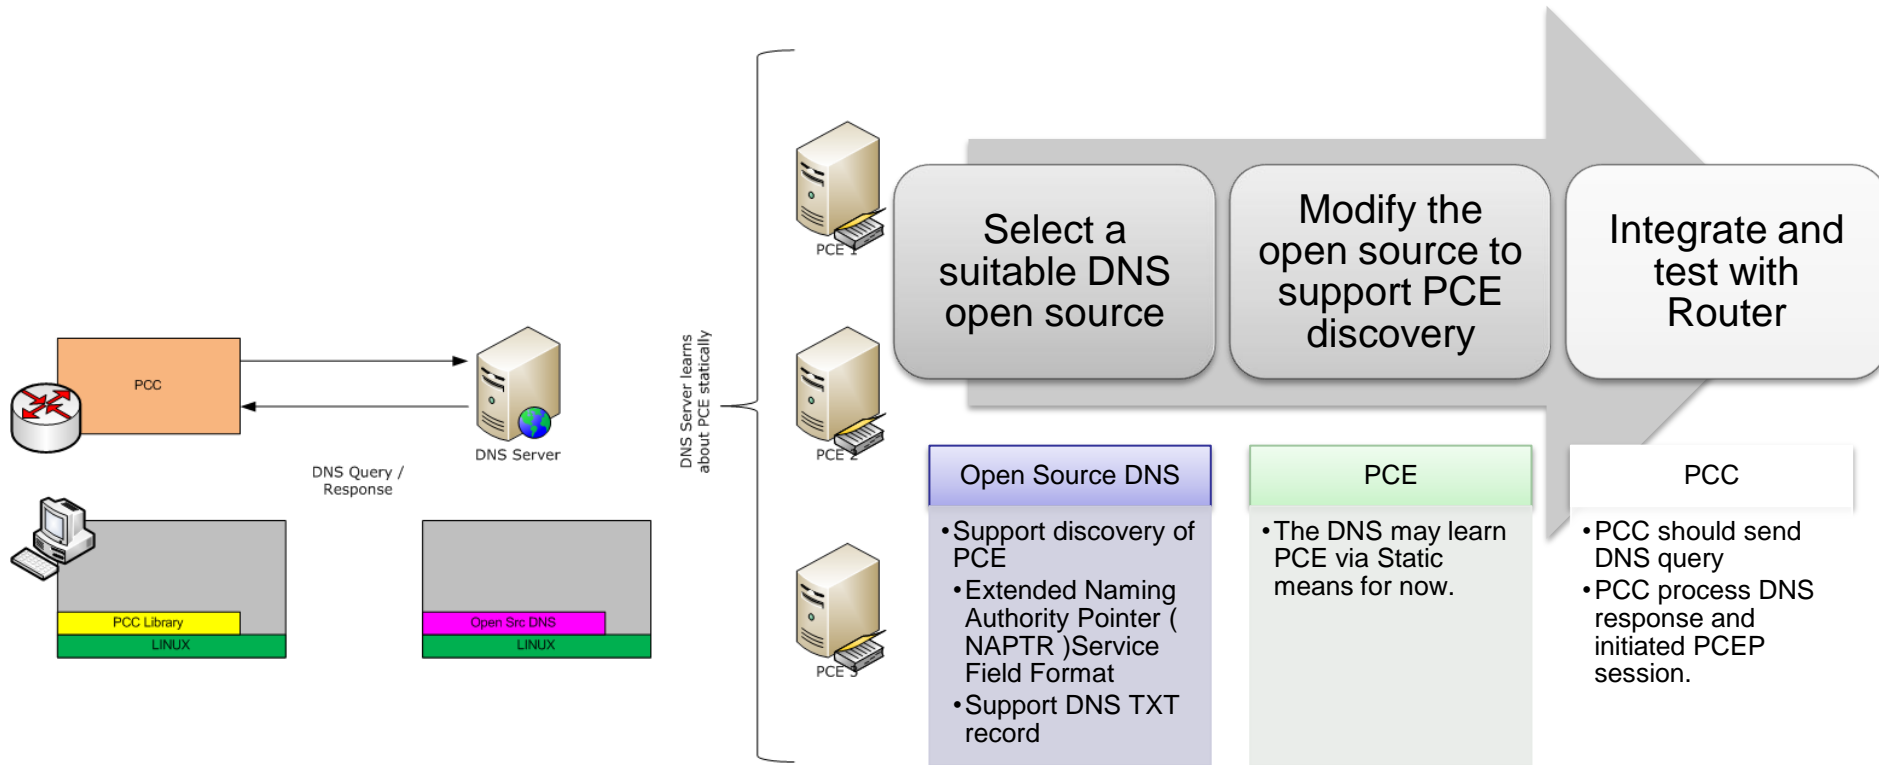 PCC
DNS Server
DNS Query /
Response
PCC Library
LINUX
Open Src DNS
LINUX
DNS Server learns
about PCE statically
PCE 1
PCE 2
PCE 3
Select a
suitable DNS
open source
Modify the
open source to
support PCE
discovery
Integrate and
test with
Router
Open Source DNS
•Support discovery of
PCE
•Extended Naming
Authority Pointer (
NAPTR )Service
Field Format
•Support DNS TXT
record
PCE
•The DNS may learn
PCE via Static
means for now.
PCC
•PCC should send
DNS query
•PCC process DNS
response and
initiated PCEP
session.